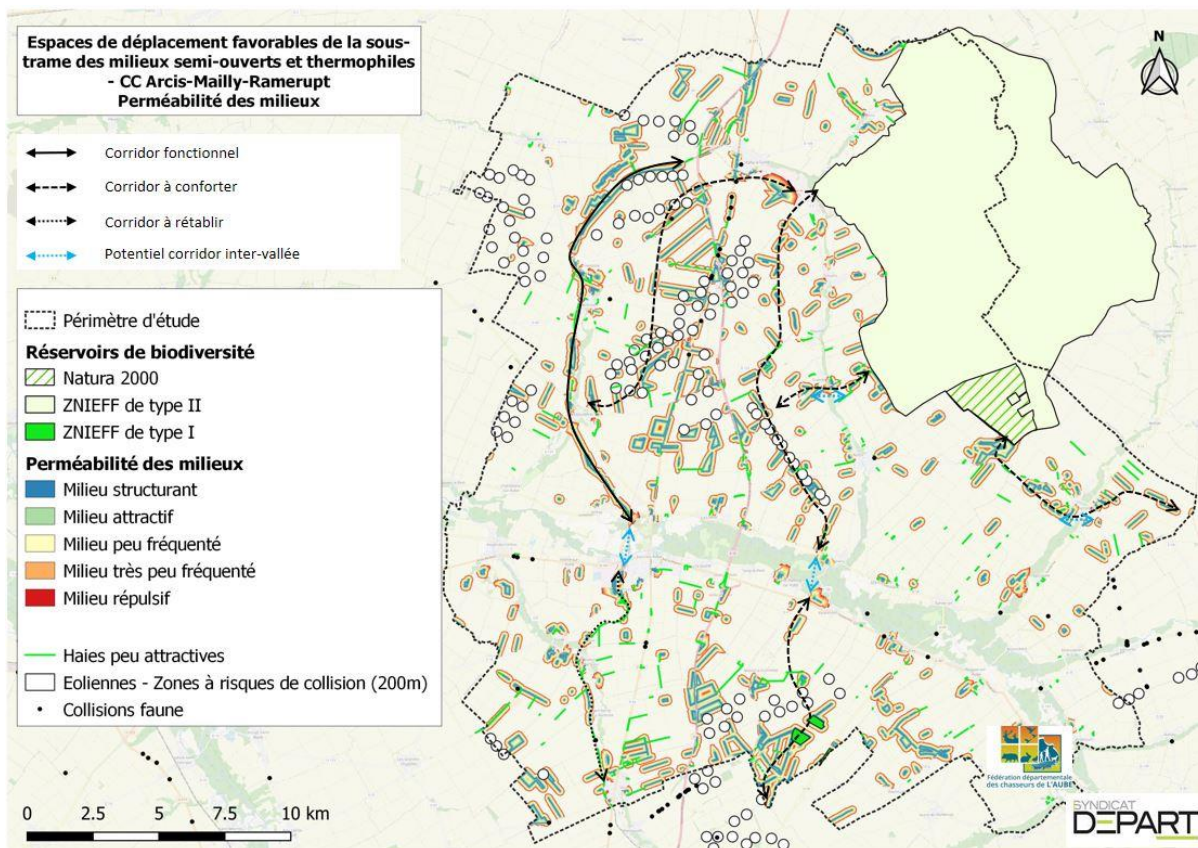 Espaces de déplacement favorables de la sous-
trame des milieux semi-ouverts et thermophiles
- CC Arcis-Mailly-Ramerupt
Perméabilité des milieux
N
Corridor fonctionnel
Corridor à conforter
Corridor à rétablir
Potentiel corridor inter-vallée
Périmètre d'étude
Réservoirs de biodiversité
Natura 2000
ZNIEFF de type II
ZNIEFF de type I
Perméabilité des milieux
Milieu structurant
Milieu attractif
Milieu peu fréquenté
Milieu très peu fréquenté
Milieu répulsif
Haies peu attractives
Eoliennes - Zones à risques de collision (200m)
Collisions faune
0 2.5 5 7.5 10 km
Fédération départementale
des chasseurs de L'AUBE
SYNDICAT
DEPART